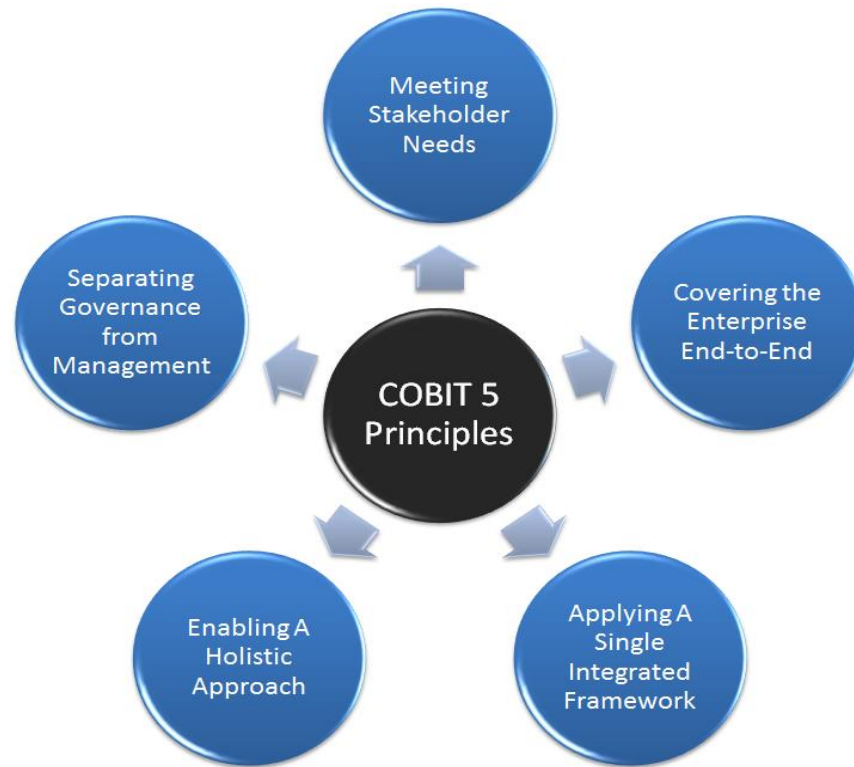 Meeting
Stakeholder
Needs
Separating
Governance
from
Management
Covering the
Enterprise
End-to-End
COBIT 5
Principles
Enabling A
Holistic
Approach
Applying A
Single
Integrated
Framework